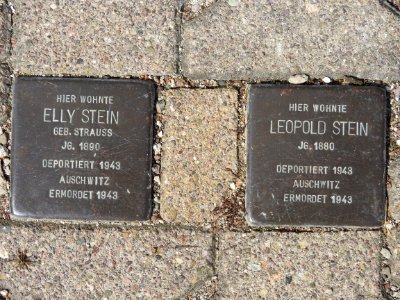 HIER WOHNTE
ELLY STEIN
GEB. STRAUSS
JG. 1890
DEPORTIERT 1943
AUSCHWITZ
ERMORDET 1943
HIER WOHNTE
LEOPOLD STEIN
JG. 1880
DEPORTIERT 1943
AUSCHWITZ
ERMORDET 1943